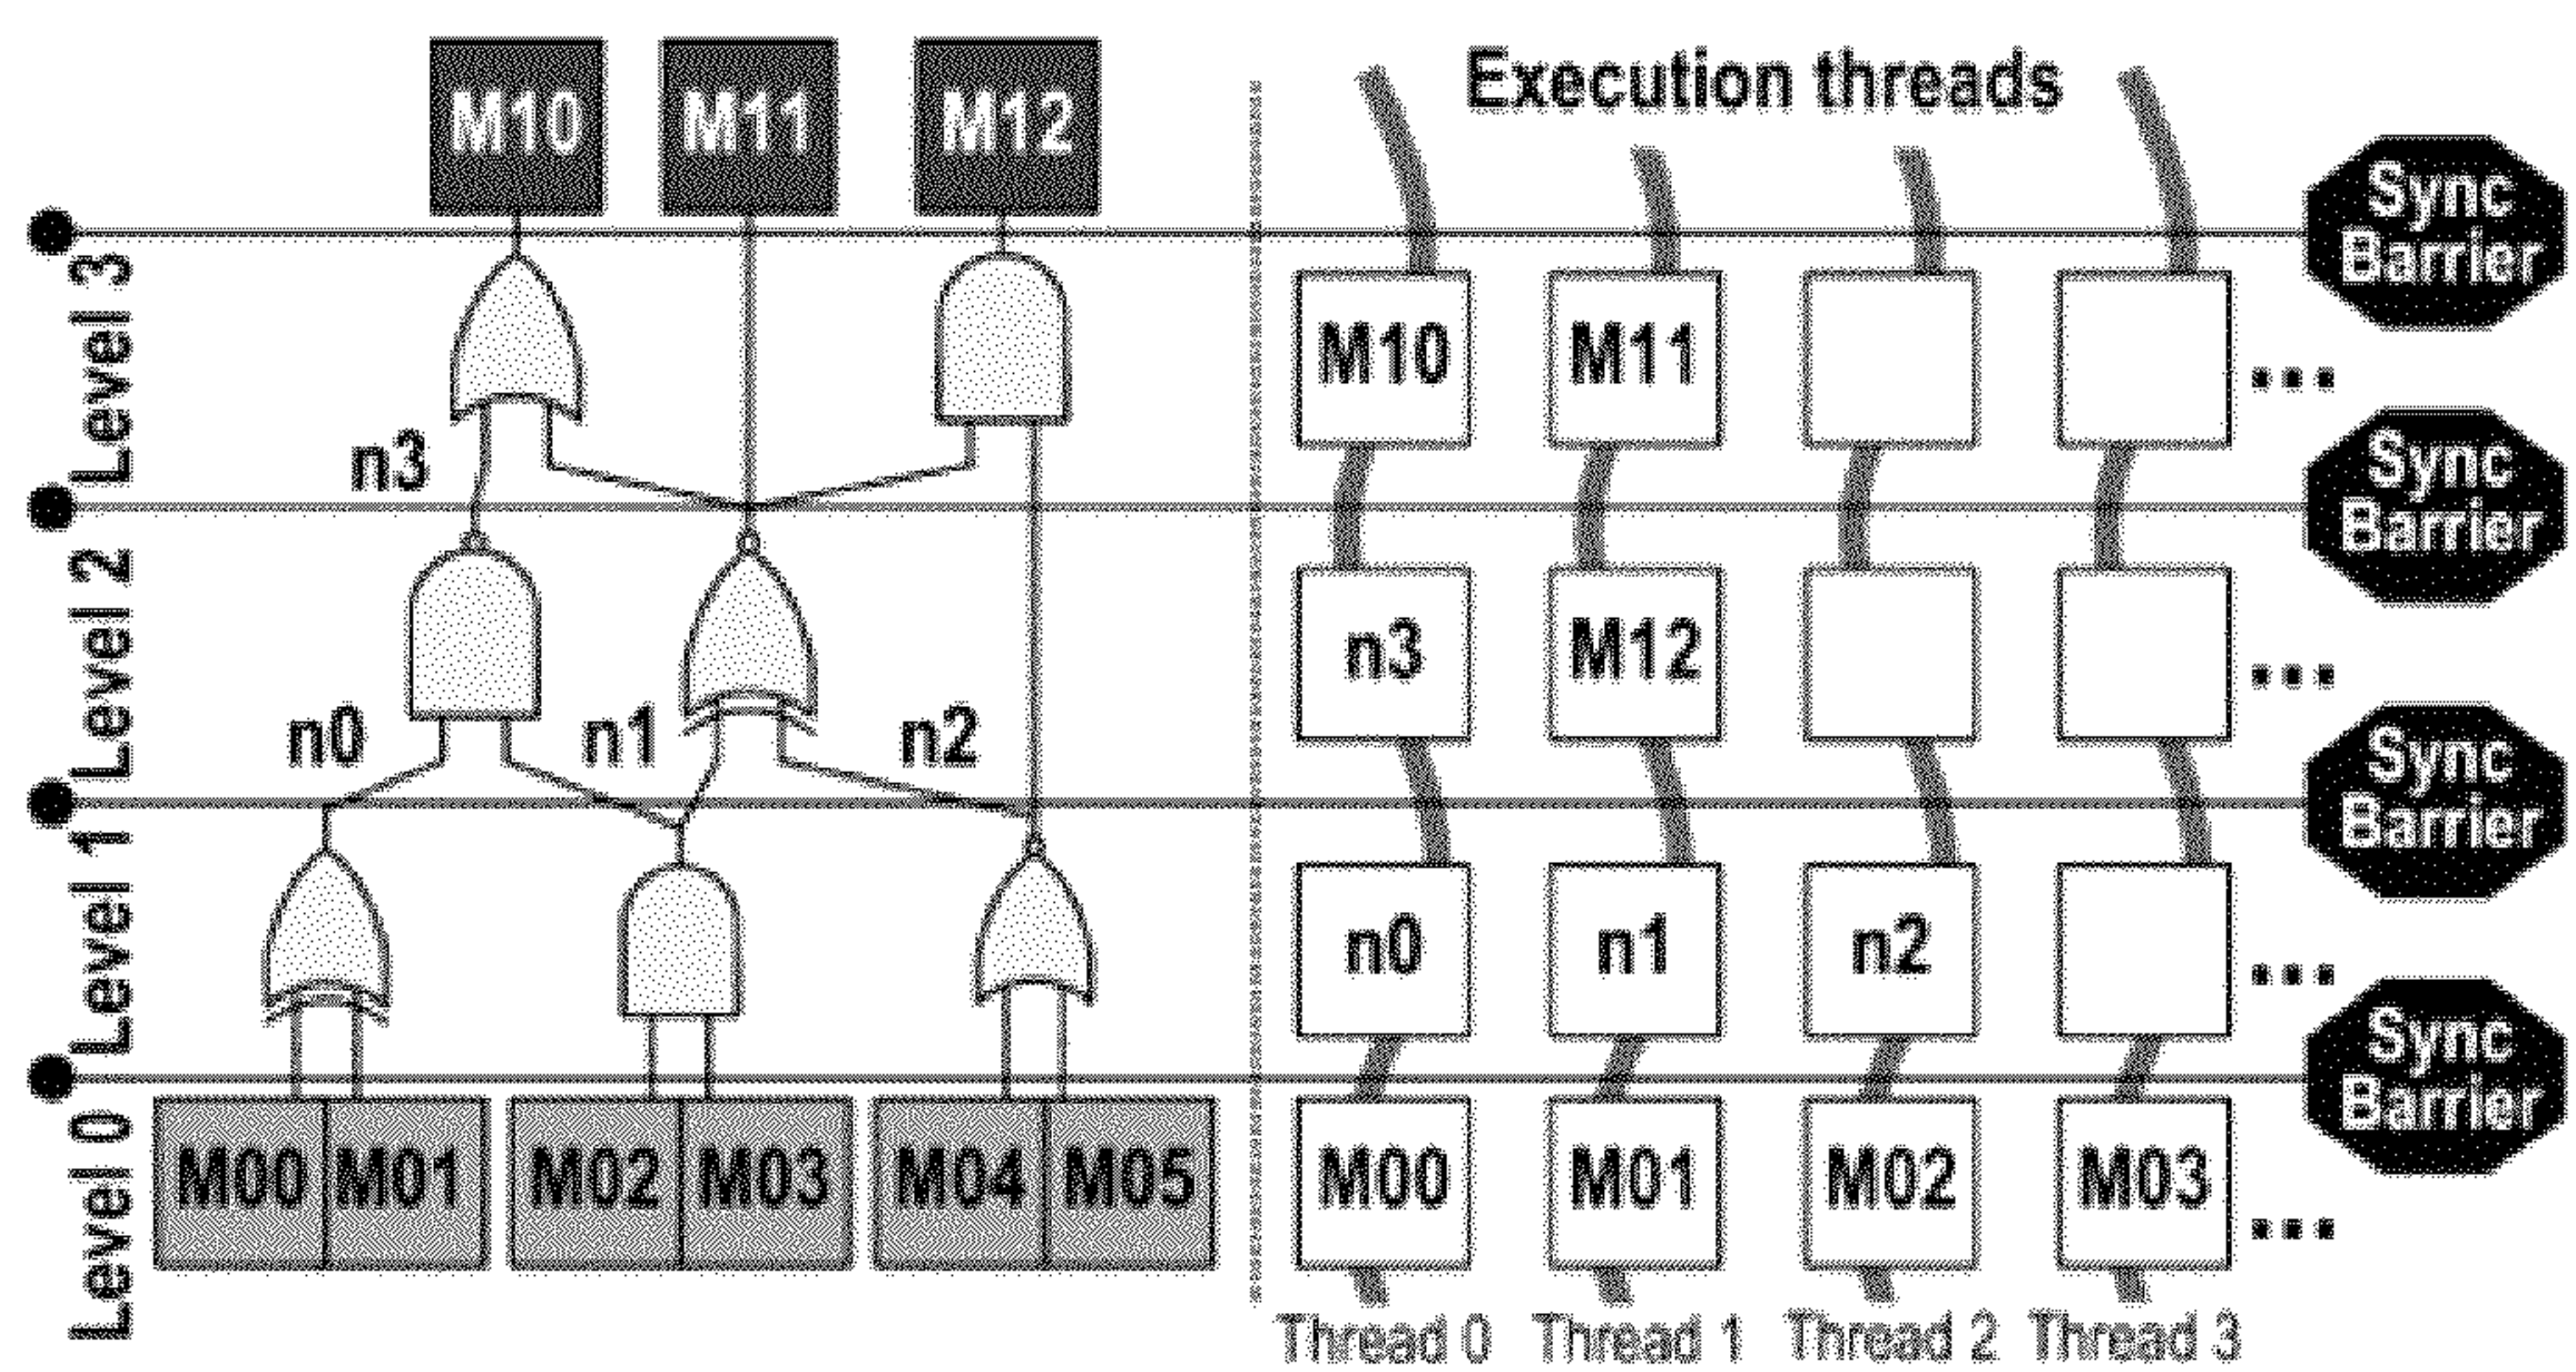 M10 M11 M12
Execution threads
Sync
Barrier
Level 3
M10 M11
...
n3
Sync
Barrier
Level 2
n3 M12
...
n0 n1 n2
Sync
Barrier
Level 1
n0 n1 n2
...
Sync
Barrier
Level 0
M00 M01 M02 M03 M04 M05
M00 M01 M02 M03
...
Thread 0 Thread 1 Thread 2 Thread 3